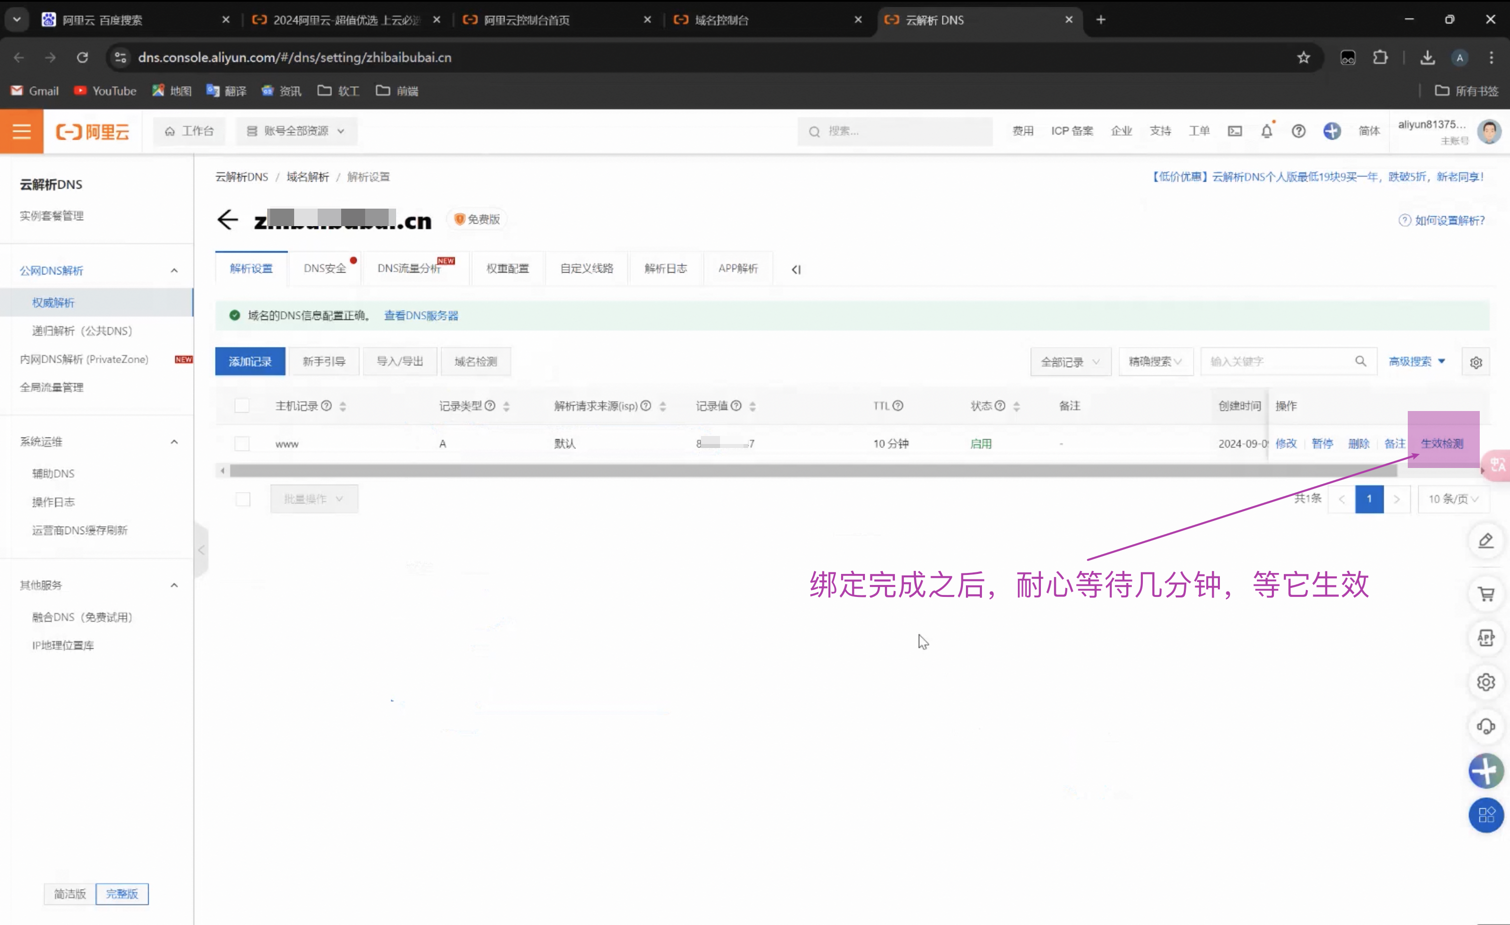 阿里云 百度搜索
2024阿里云-超值优选 上云必选
阿里云控制台首页
域名控制台
云解析 DNS
dns.console.aliyun.com/#/dns/setting/zhibaibubai.cn
A
Gmail
YouTube
地图
翻译
资讯
软工
前端
所有书签
阿里云
工作台
账号全部资源
搜索...
费用
ICP 备案
企业
支持
工单
简体
aliyun81375...
主账号
云解析DNS
实例套餐管理
公网DNS解析
权威解析
递归解析（公共DNS）
内网DNS解析 (PrivateZone)
NEW
全局流量管理
系统运维
辅助DNS
操作日志
运营商DNS缓存刷新
其他服务
融合DNS（免费试用）
IP地理位置库
简洁版
完整版
云解析DNS / 域名解析 / 解析设置
【低价优惠】云解析DNS个人版最低19块9买一年，跌破5折，新老同享！
.cn
免费版
如何设置解析?
解析设置
DNS安全
DNS流量分析
NEW
权重配置
自定义线路
解析日志
APP解析
域名的DNS信息配置正确。 查看DNS服务器
添加记录
新手引导
导入/导出
域名检测
全部记录
精确搜索
输入关键字
高级搜索
主机记录
记录类型
解析请求来源(isp)
记录值
TTL
状态
备注
创建时间
操作
www
A
默认
8
7
10 分钟
启用
-
2024-09-0
修改
暂停
删除
备注
生效检测
批量操作
共1条
1
10 条/页
绑定完成之后，耐心等待几分钟，等它生效